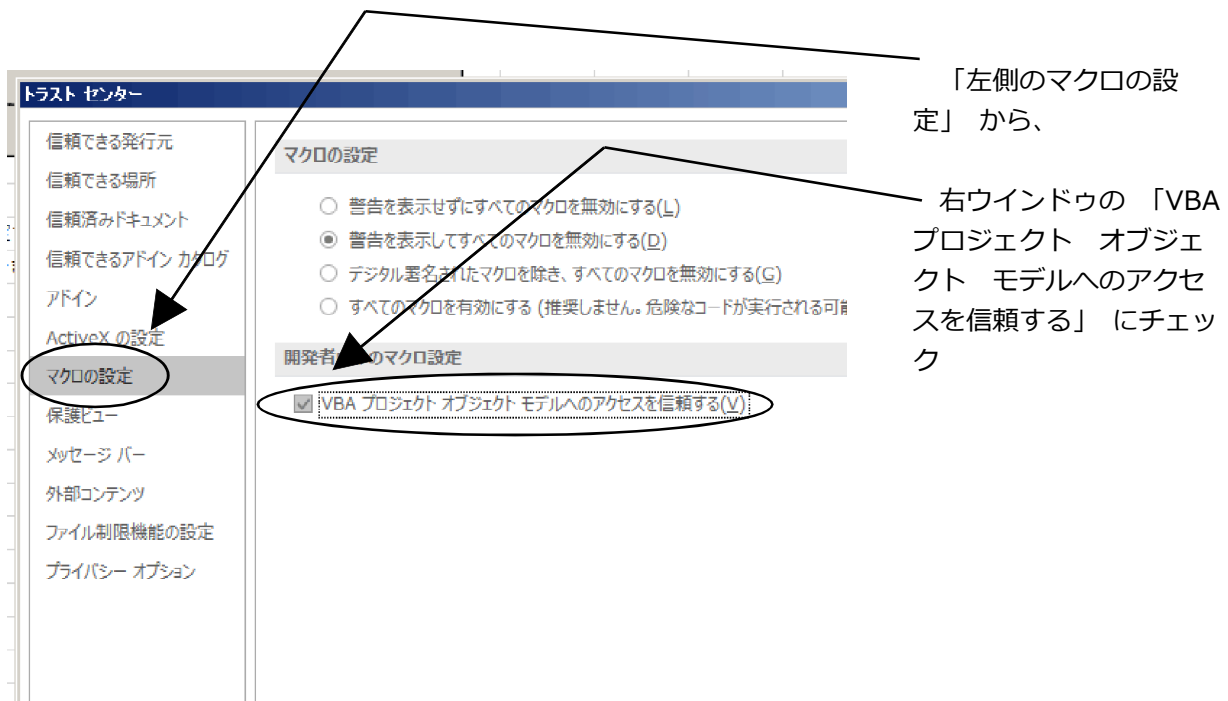 トラスト センター
信頼できる発行元
信頼できる場所
信頼済みドキュメント
信頼できるアドイン カタログ
アドイン
ActiveX の設定
マクロの設定
保護ビュー
メッセージ バー
外部コンテンツ
ファイル制限機能の設定
プライバシー オプション
マクロの設定
警告を表示せずにすべてのマクロを無効にする(L)
警告を表示してすべてのマクロを無効にする(D)
デジタル署名されたマクロを除き、すべてのマクロを無効にする(G)
すべてのマクロを有効にする (推奨しません。危険なコードが実行される可能
開発者 のマクロ設定
VBA プロジェクト オブジェクト モデルへのアクセスを信頼する(V)
「左側のマクロの設
定」 から、
右ウインドゥの 「VBA
プロジェクト オブジェ
クト モデルへのアクセ
スを信頼する」 にチェッ
ク